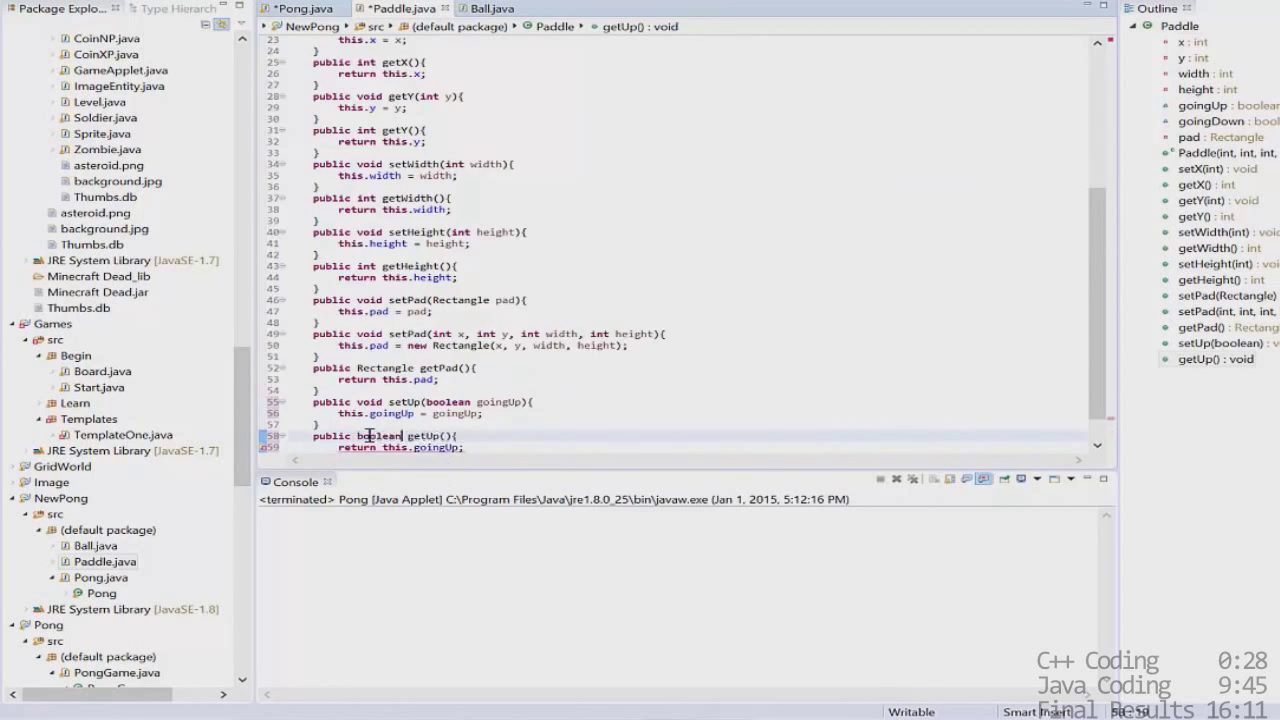 Package Explo...
Type Hierarch
*Pong.java
*Paddle.java
Ball.java
Outline
NewPong
src
(default package)
Paddle
getUp() : void
CoinNP.java
CoinXP.java
GameApplet.java
ImageEntity.java
Level.java
Soldier.java
Sprite.java
Zombie.java
asteroid.png
background.jpg
Thumbs.db
asteroid.png
background.jpg
Thumbs.db
JRE System Library [JavaSE-1.7]
Minecraft Dead_lib
Minecraft Dead.jar
Thumbs.db
Games
src
Begin
Board.java
Start.java
Learn
Templates
TemplateOne.java
JRE System Library [JavaSE-1.7]
GridWorld
Image
NewPong
src
(default package)
Ball.java
Paddle.java
Pong.java
Pong
JRE System Library [JavaSE-1.8]
Pong
src
(default package)
PongGame.java
23 this.x = x;
24 }
25 public int getX(){
26 return this.x;
27 }
28 public void getY(int y){
29 this.y = y;
30 }
31 public int getY(){
32 return this.y;
33 }
34 public void setWidth(int width){
35 this.width = width;
36 }
37 public int getWidth(){
38 return this.width;
39 }
40 public void setHeight(int height){
41 this.height = height;
42 }
43 public int getHeight(){
44 return this.height;
45 }
46 public void setPad(Rectangle pad){
47 this.pad = pad;
48 }
49 public void setPad(int x, int y, int width, int height){
50 this.pad = new Rectangle(x, y, width, height);
51 }
52 public Rectangle getPad(){
53 return this.pad;
54 }
55 public void setUp(boolean goingUp){
56 this.goingUp = goingUp;
57 }
58 public boolean getUp(){
59 return this.goingUp;
Console
<terminated> Pong [Java Applet] C:\Program Files\Java\jre1.8.0_25\bin\javaw.exe (Jan 1, 2015, 5:12:16 PM)
Paddle
x : int
y : int
width : int
height : int
goingUp : boolean
goingDown : bool
pad : Rectangle
Paddle(int, int, int,
setX(int) : void
getX() : int
getY(int) : void
getY() : int
setWidth(int) : voi
getWidth() : int
setHeight(int) : voi
getHeight() : int
setPad(Rectangle)
setPad(int, int, int,
getPad() : Rectang
setUp(boolean) : v
getUp() : void
Writable
Smart Insert
C++ Coding 0:28
Java Coding 9:45
Final Results 16:11